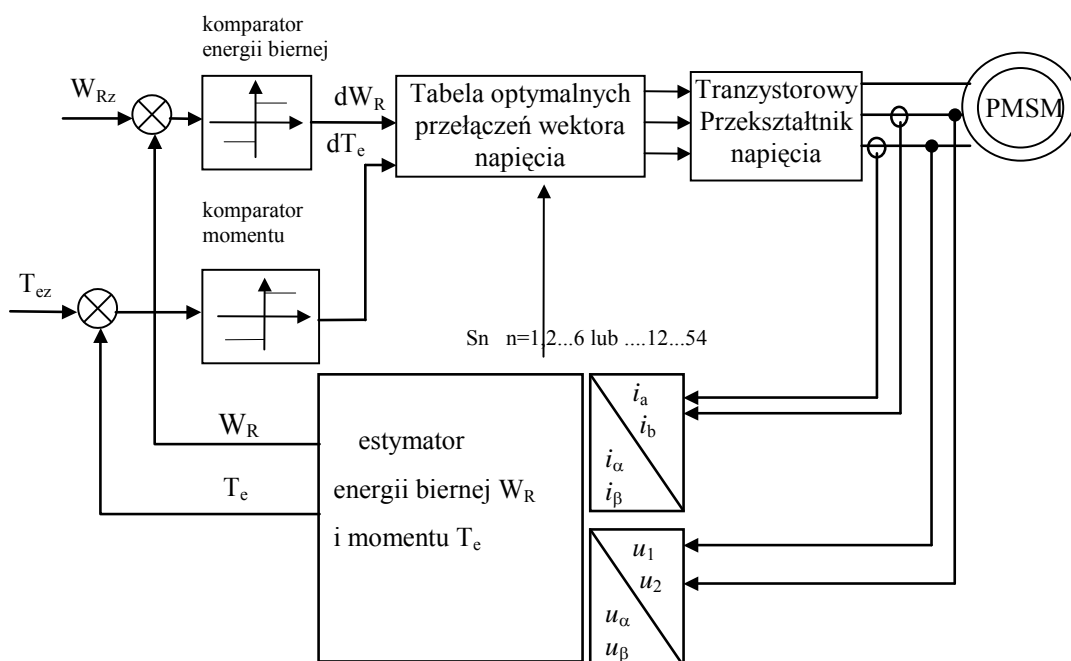 komparator
energii biernej
W_Rz
dW_R
dT_e
Tabela optymalnych
przełączeń wektora
napięcia
Tranzystorowy
Przekształtnik
napięcia
PMSM
komparator
momentu
T_ez
Sn n=1,2...6 lub ....12...54
W_R
T_e
estymator
energii biernej W_R
i momentu T_e
i_a
i_b
i_α
i_β
u_1
u_2
u_α
u_β